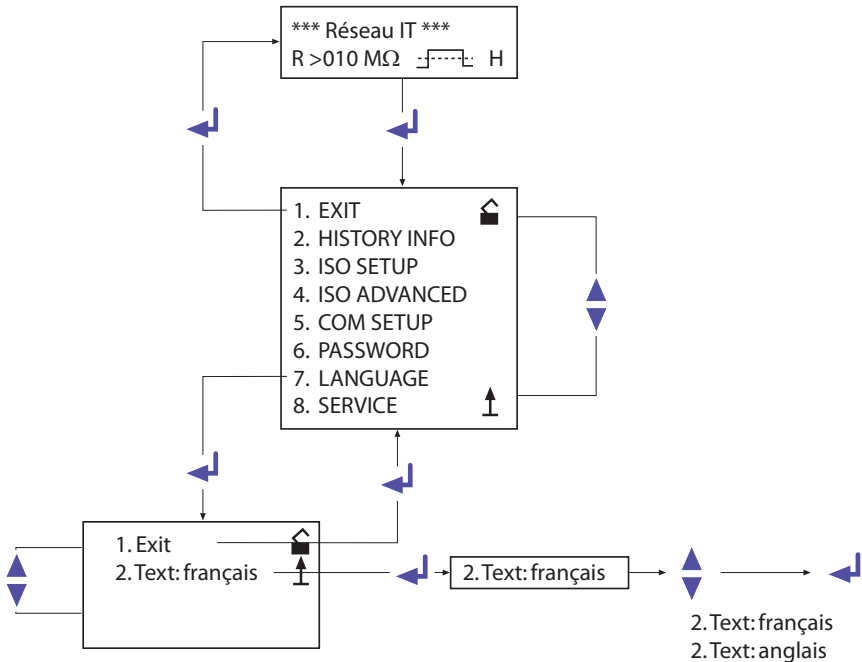 *** Réseau IT ***
R >010 MΩ H
1. EXIT
2. HISTORY INFO
3. ISO SETUP
4. ISO ADVANCED
5. COM SETUP
6. PASSWORD
7. LANGUAGE
8. SERVICE
1. Exit
2. Text: français
2. Text: français
2. Text: français
2. Text: anglais